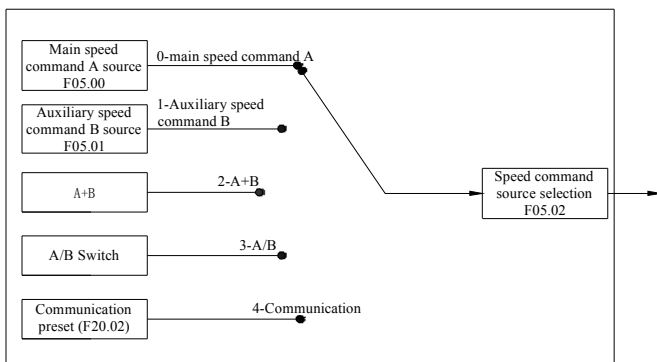 Main speed
command A source
F05.00
0-main speed command A
Auxiliary speed
command B source
F05.01
1-Auxiliary speed
command B
A+B
2-A+B
A/B Switch
3-A/B
Communication
preset (F20.02)
4-Communication
Speed command
source selection
F05.02